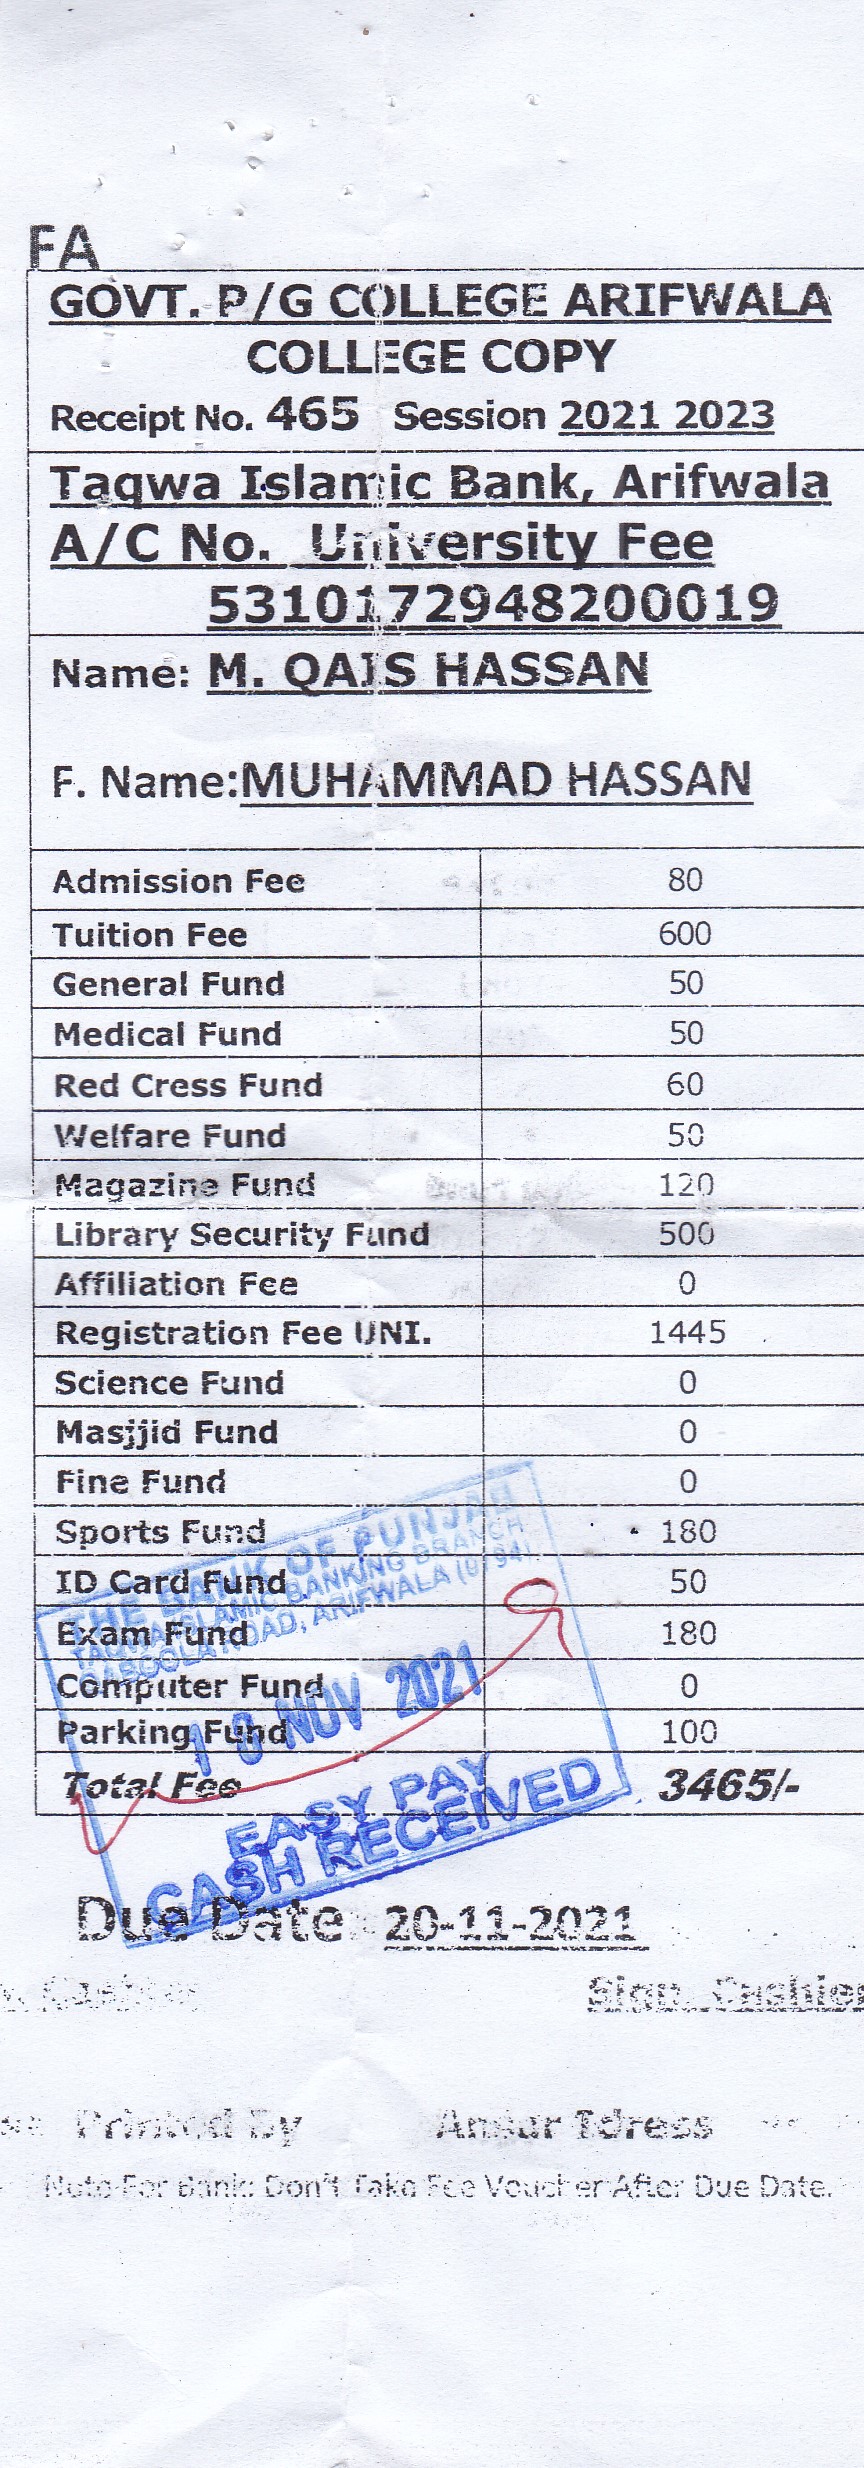 FA
GOVT. P/G COLLEGE ARIFWALA
COLLEGE COPY
Receipt No. 465 Session 2021 2023
Taqwa Islamic Bank, Arifwala
A/C No. University Fee
5310172948200019
Name: M. QAIS HASSAN
F. Name:MUHAMMAD HASSAN
Admission Fee 80
Tuition Fee 600
General Fund 50
Medical Fund 50
Red Cress Fund 60
Welfare Fund 50
Magazine Fund 120
Library Security Fund 500
Affiliation Fee 0
Registration Fee UNI. 1445
Science Fund 0
Masjjid Fund 0
Fine Fund 0
Sports Fund 180
ID Card Fund 50
Exam Fund 180
Computer Fund 0
Parking Fund 100
Total Fee 3465/-
THE BANK OF PUNJAB
TAQWA ISLAMIC BANKING BRANCH
QABOOLA ROAD, ARIFWALA (0194)
10 NOV 2021
EASY PAY
CASH RECEIVED
Due Date 20-11-2021
Cashier Sign. Cashier
Printed By Ansar Idress
Note For Bank: Don't Take Fee Voucher After Due Date.